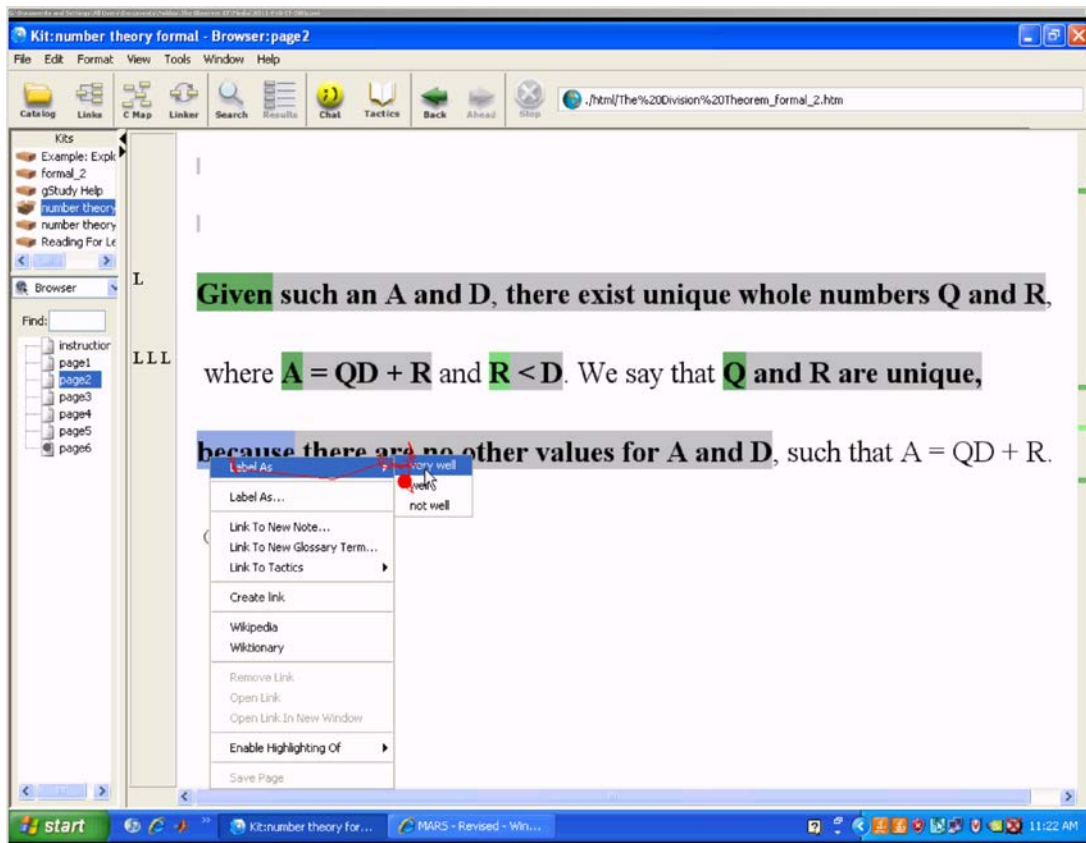 Kit:number theory formal - Browser:page2
File Edit Format View Tools Window Help
Catalog Links C Map Linker Search Results Chat Tactics Back Ahead Stop
./html/The%20Division%20Theorem_formal_2.htm
Kits
Example: Expl
formal_2
gStudy Help
number theory
number theory
Reading For Le
Browser
Find:
instruction
page1
page2
page3
page4
page5
page6
L
Given such an A and D, there exist unique whole numbers Q and R,
LLL
where A = QD + R and R < D. We say that Q and R are unique,
because there are no other values for A and D, such that A = QD + R.
Label As
very well
well
not well
Label As...
Link To New Note...
Link To New Glossary Term...
Link To Tactics
Create link
Wikipedia
Wiktionary
Remove Link
Open Link
Open Link In New Window
Enable Highlighting Of
Save Page
start
Kit:number theory for...
MARS - Revised - Win...
11:22 AM